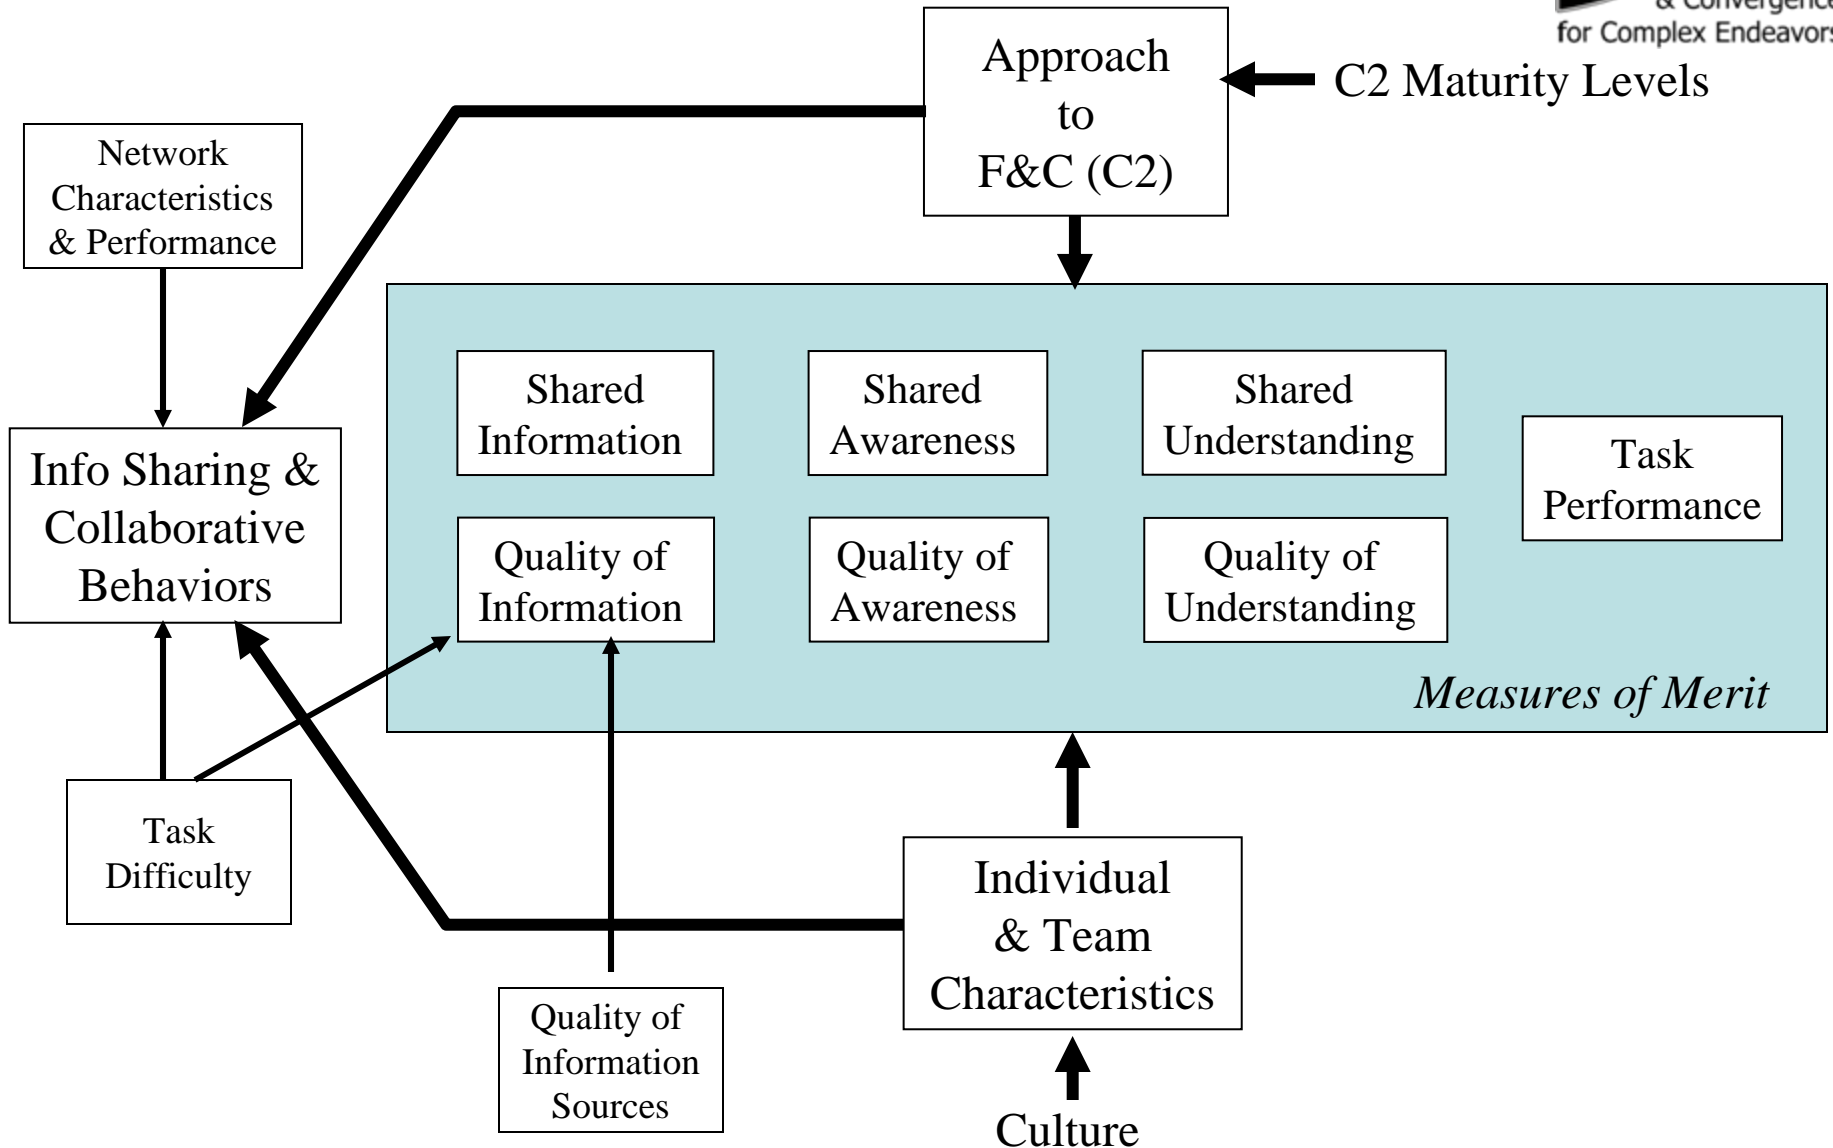 & Convergence
for Complex Endeavors
Approach
to
F&C (C2)
C2 Maturity Levels
Network
Characteristics
& Performance
Shared
Information
Shared
Awareness
Shared
Understanding
Task
Performance
Info Sharing &
Collaborative
Behaviors
Quality of
Information
Quality of
Awareness
Quality of
Understanding
Measures of Merit
Task
Difficulty
Individual
& Team
Characteristics
Quality of
Information
Sources
Culture